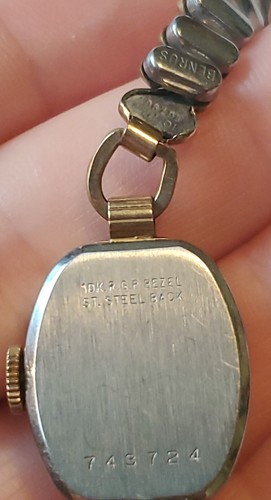 BENRUS
10K R.G.P. BEZEL
ST. STEEL BACK
743724